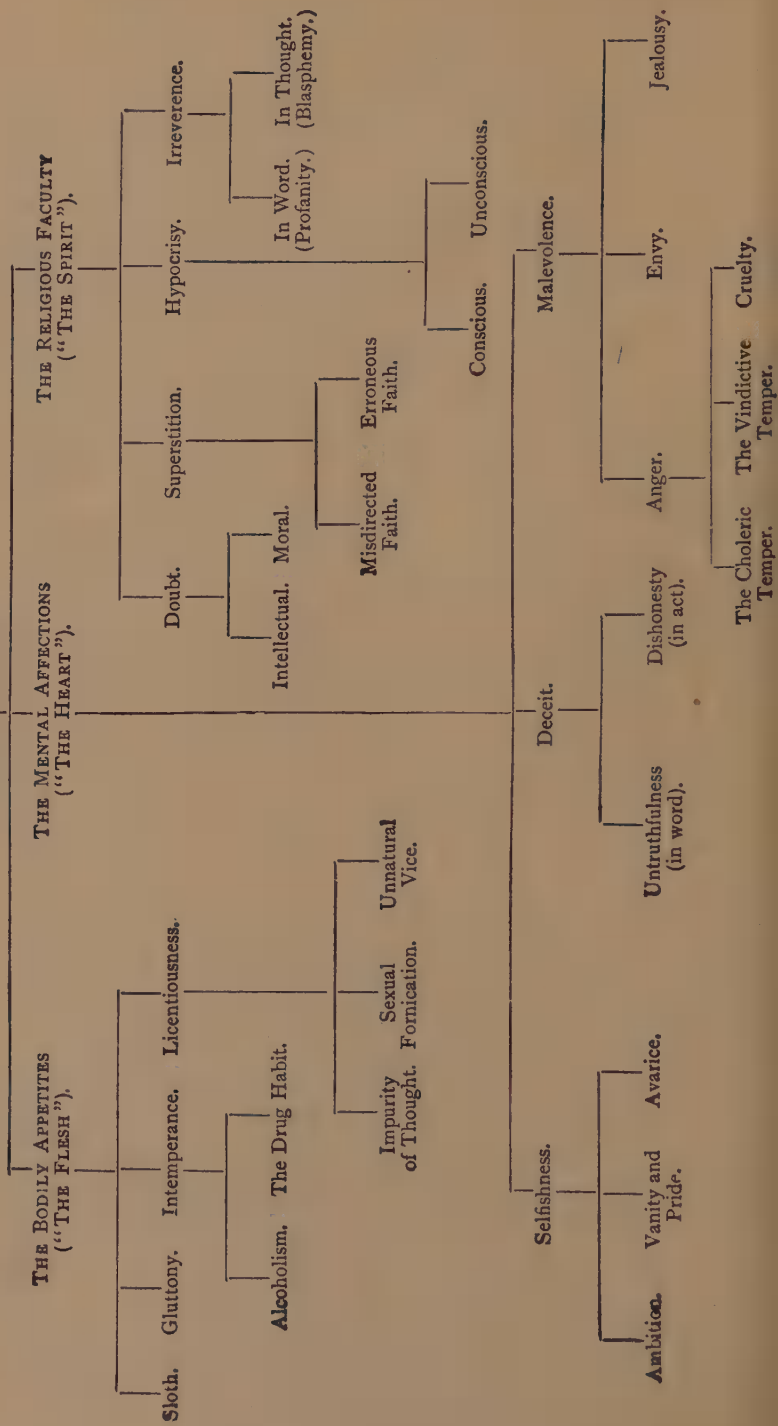 THE BODILY APPETITES
("THE FLESH").
THE MENTAL AFFECTIONS
("THE HEART").
THE RELIGIOUS FACULTY
("THE SPIRIT").
Sloth. Gluttony. Intemperance. Licentiousness.
Doubt. Superstition. Hypocrisy. Irreverence.
Alcoholism. The Drug Habit.
Intellectual. Moral.
In Word.
(Profanity.)
In Thought.
(Blasphemy.)
Impurity
of Thought.
Sexual
Fornication.
Unnatural
Vice.
Misdirected
Faith.
Erroneous
Faith.
Conscious. Unconscious.
Selfishness. Deceit. Malevolence.
Ambition. Vanity and
Pride.
Avarice.
Untruthfulness
(in word).
Dishonesty
(in act).
Anger. Envy. Jealousy.
The Choleric
Temper.
The Vindictive
Temper.
Cruelty.